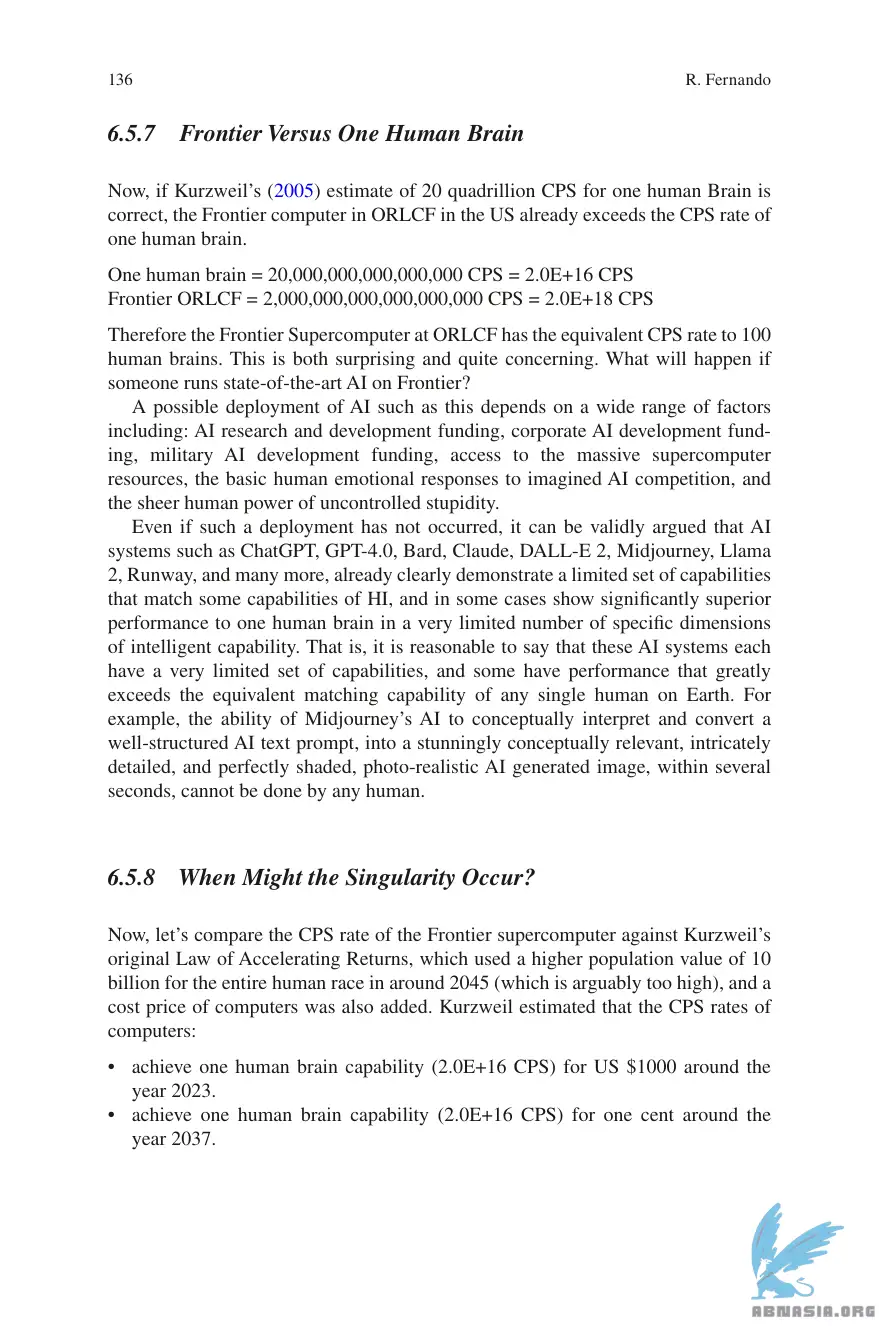 136
R. Fernando
6.5.7 Frontier Versus One Human Brain
Now, if Kurzweil’s (2005) estimate of 20 quadrillion CPS for one human Brain is
correct, the Frontier computer in ORLCF in the US already exceeds the CPS rate of
one human brain.
One human brain = 20,000,000,000,000,000 CPS = 2.0E+16 CPS
Frontier ORLCF = 2,000,000,000,000,000,000 CPS = 2.0E+18 CPS
Therefore the Frontier Supercomputer at ORLCF has the equivalent CPS rate to 100
human brains. This is both surprising and quite concerning. What will happen if
someone runs state-of-the-art AI on Frontier?
A possible deployment of AI such as this depends on a wide range of factors
including: AI research and development funding, corporate AI development fund-
ing, military AI development funding, access to the massive supercomputer
resources, the basic human emotional responses to imagined AI competition, and
the sheer human power of uncontrolled stupidity.
Even if such a deployment has not occurred, it can be validly argued that AI
systems such as ChatGPT, GPT-4.0, Bard, Claude, DALL-E 2, Midjourney, Llama
2, Runway, and many more, already clearly demonstrate a limited set of capabilities
that match some capabilities of HI, and in some cases show significantly superior
performance to one human brain in a very limited number of specific dimensions
of intelligent capability. That is, it is reasonable to say that these AI systems each
have a very limited set of capabilities, and some have performance that greatly
exceeds the equivalent matching capability of any single human on Earth. For
example, the ability of Midjourney’s AI to conceptually interpret and convert a
well-structured AI text prompt, into a stunningly conceptually relevant, intricately
detailed, and perfectly shaded, photo-realistic AI generated image, within several
seconds, cannot be done by any human.
6.5.8 When Might the Singularity Occur?
Now, let’s compare the CPS rate of the Frontier supercomputer against Kurzweil’s
original Law of Accelerating Returns, which used a higher population value of 10
billion for the entire human race in around 2045 (which is arguably too high), and a
cost price of computers was also added. Kurzweil estimated that the CPS rates of
computers:
• achieve one human brain capability (2.0E+16 CPS) for US $1000 around the
year 2023.
• achieve one human brain capability (2.0E+16 CPS) for one cent around the
year 2037.
ABNASIA.ORG